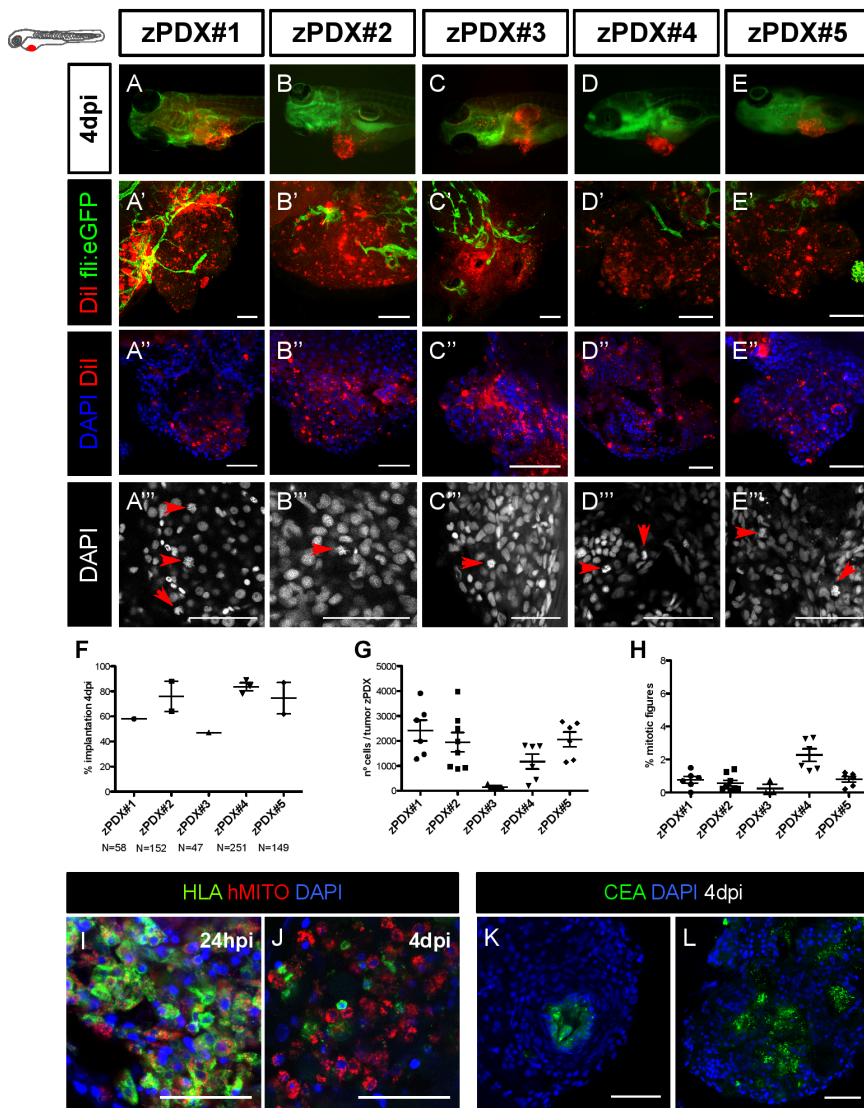 zPDX#1 zPDX#2 zPDX#3 zPDX#4 zPDX#5
4dpi
A B C D E
DiI fli:eGFP
A' B' C' D' E'
DAPI DiI
A'' B'' C'' D'' E''
DAPI
A''' B''' C''' D''' E'''
F
% implantation 4dpi
100
80
60
40
20
0
zPDX#1 zPDX#2 zPDX#3 zPDX#4 zPDX#5
N=58 N=152 N=47 N=251 N=149
G
nº cells / tumor zPDX
5000
4000
3000
2000
1000
0
zPDX#1 zPDX#2 zPDX#3 zPDX#4 zPDX#5
H
% mitotic figures
8
6
4
2
0
zPDX#1 zPDX#2 zPDX#3 zPDX#4 zPDX#5
HLA hMITO DAPI
I 24hpi
J 4dpi
CEA DAPI 4dpi
K L